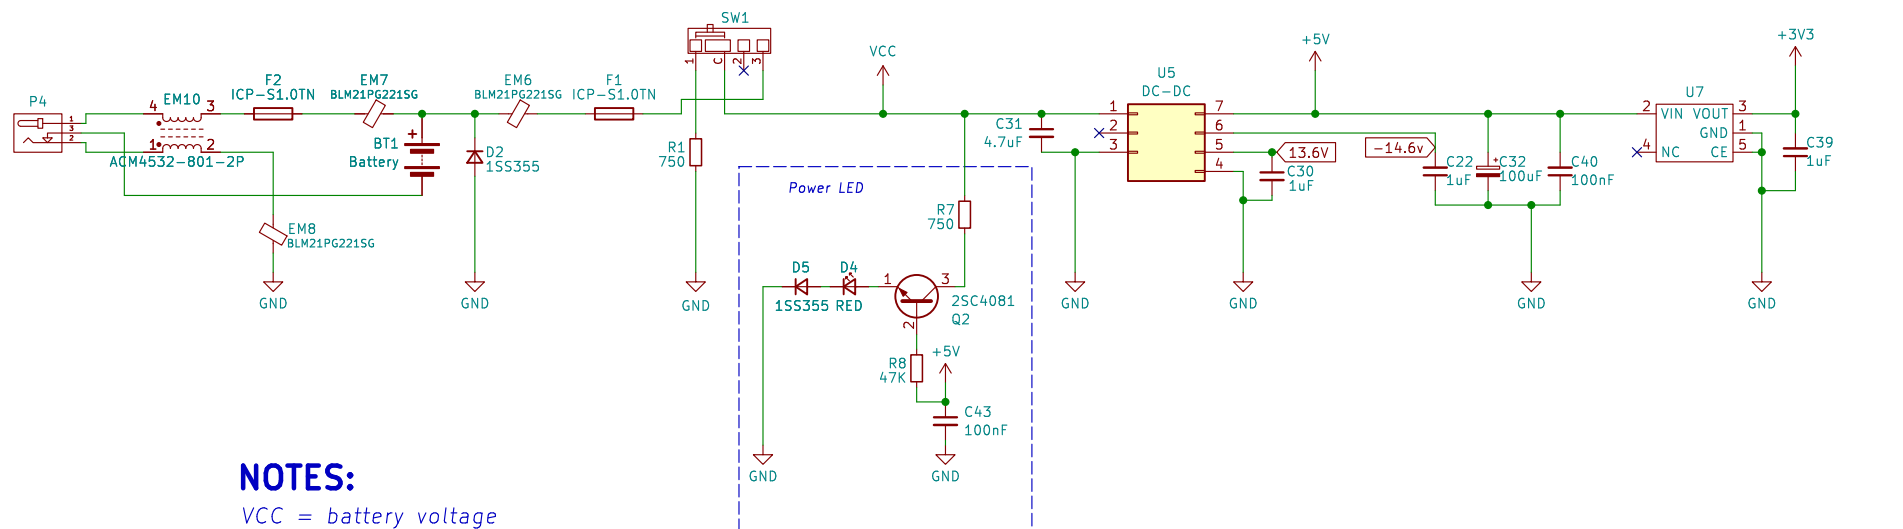 SW1
1
C
2
3
VCC
+5V
+3V3
P4
1
3
2
EM10
4
3
1
2
ACM4532-801-2P
F2
ICP-S1.0TN
EM7
BLM21PG221SG
BT1
Battery
+
EM6
BLM21PG221SG
F1
ICP-S1.0TN
D2
1SS355
EM8
BLM21PG221SG
GND
GND
R1
750
GND
Power LED
R7
750
D5
1SS355
D4
RED
1
3
2
2SC4081
Q2
R8
47K
+5V
C43
100nF
GND
GND
C31
4.7uF
GND
U5
DC-DC
1
2
3
7
6
5
4
13.6V
C30
1uF
GND
-14.6v
C22
1uF
+
C32
100uF
C40
100nF
GND
U7
2
VIN
VOUT
3
GND
1
4
NC
CE
5
C39
1uF
GND
NOTES:
VCC = battery voltage